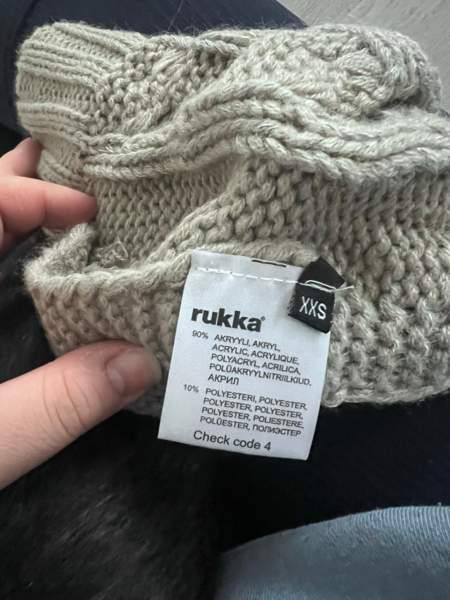 rukka®
XXS
90% AKRYYLI, AKRYL,
ACRYLIC, ACRYLIQUE,
POLYACRYL, ACRILICA,
POLÜAKRYYLNITRIILKIUD,
АКРИЛ
10% POLYESTERI, POLYESTER,
POLYESTER, POLYESTER,
POLYESTER, POLIESTERE,
POLÜESTER, ПОЛИЭСТЕР
Check code 4